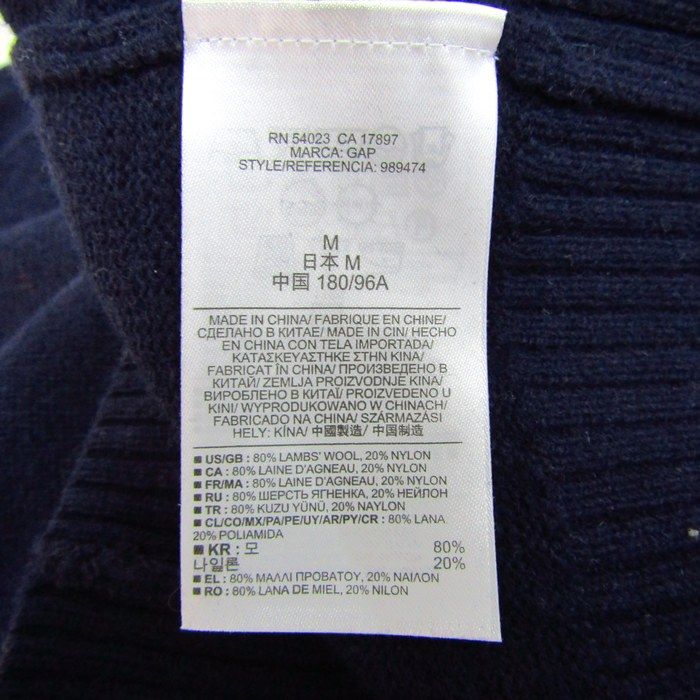 RN 54023 CA 17897
MARCA: GAP
STYLE/REFERENCIA: 989474
M
日本 M
中国 180/96A
MADE IN CHINA/ FABRIQUE EN CHINE/
СДЕЛАНО В КИТАЕ/ MADE IN CIN/ HECHO
EN CHINA CON TELA IMPORTADA/
ΚΑΤΑΣΚΕΥΑΣΤΗΚΕ ΣΤΗΝ ΚΙΝΑ/
FABRICAT ÎN CHINA/ ПРОИЗВЕДЕНО В
КИТАЙ/ ZEMLJA PROIZVODNJE KINA/
ВИРОБЛЕНО В КИТАЇ/ PROIZVEDENO U
KINI/ WYPRODUKOWANO W CHINACH/
FABRICADO NA CHINA/ SZÁRMAZÁSI
HELY: KÍNA/ 中國製造/ 中国制造
■ US/GB : 80% LAMBS' WOOL, 20% NYLON
■ CA : 80% LAINE D'AGNEAU, 20% NYLON
■ FR/MA : 80% LAINE D'AGNEAU, 20% NYLON
■ RU : 80% ШЕРСТЬ ЯГНЕНКА, 20% НЕЙЛОН
■ TR : 80% KUZU YÜNÜ, 20% NAYLON
■ CL/CO/MX/PA/PE/UY/AR/PY/CR : 80% LANA
20% POLIAMIDA
■ KR : 모 80%
나일론 20%
■ EL : 80% ΜΑΛΛΙ ΠΡΟΒΑΤΟΥ, 20% ΝΑΙΛΟΝ
■ RO : 80% LANA DE MIEL, 20% NILON